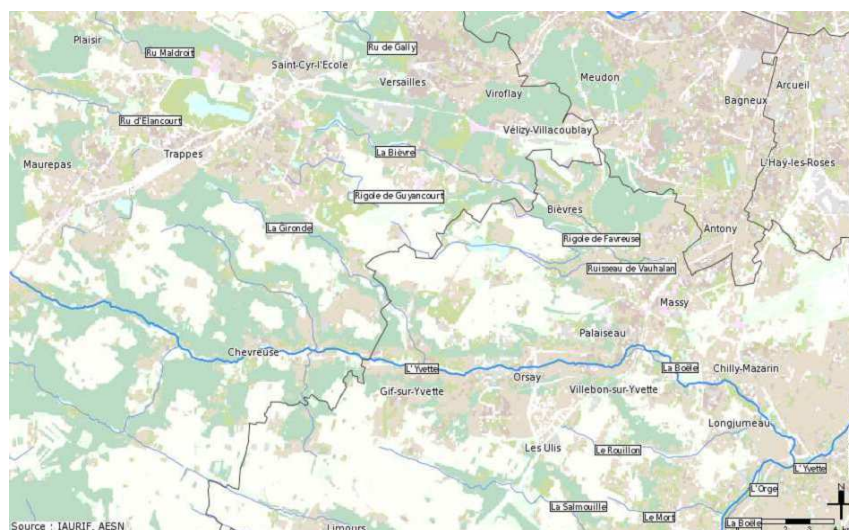 Plaisir
Ru Maldroit
Ru de Gally
Saint-Cyr-l'Ecole
Versailles
Viroflay
Meudon
Arcueil
Bagneux
Ru d'Elancourt
Vélizy-Villacoublay
Trappes
Maurepas
La Bièvre
L'Haÿ-les-Roses
Rigole de Guyancourt
Bièvres
La Gironde
Rigole de Favreuse
Antony
Ruisseau de Vauhalan
Massy
Palaiseau
Chevreuse
L'Yvette
La Boële
Chilly-Mazarin
Orsay
Gif-sur-Yvette
Villebon-sur-Yvette
Longjumeau
Les Ulis
Le Rouillon
L'Yvette
N
L'Orge
La Salmouille
Le Mort
La Boële
Source : IAURIF, AESN
Limours